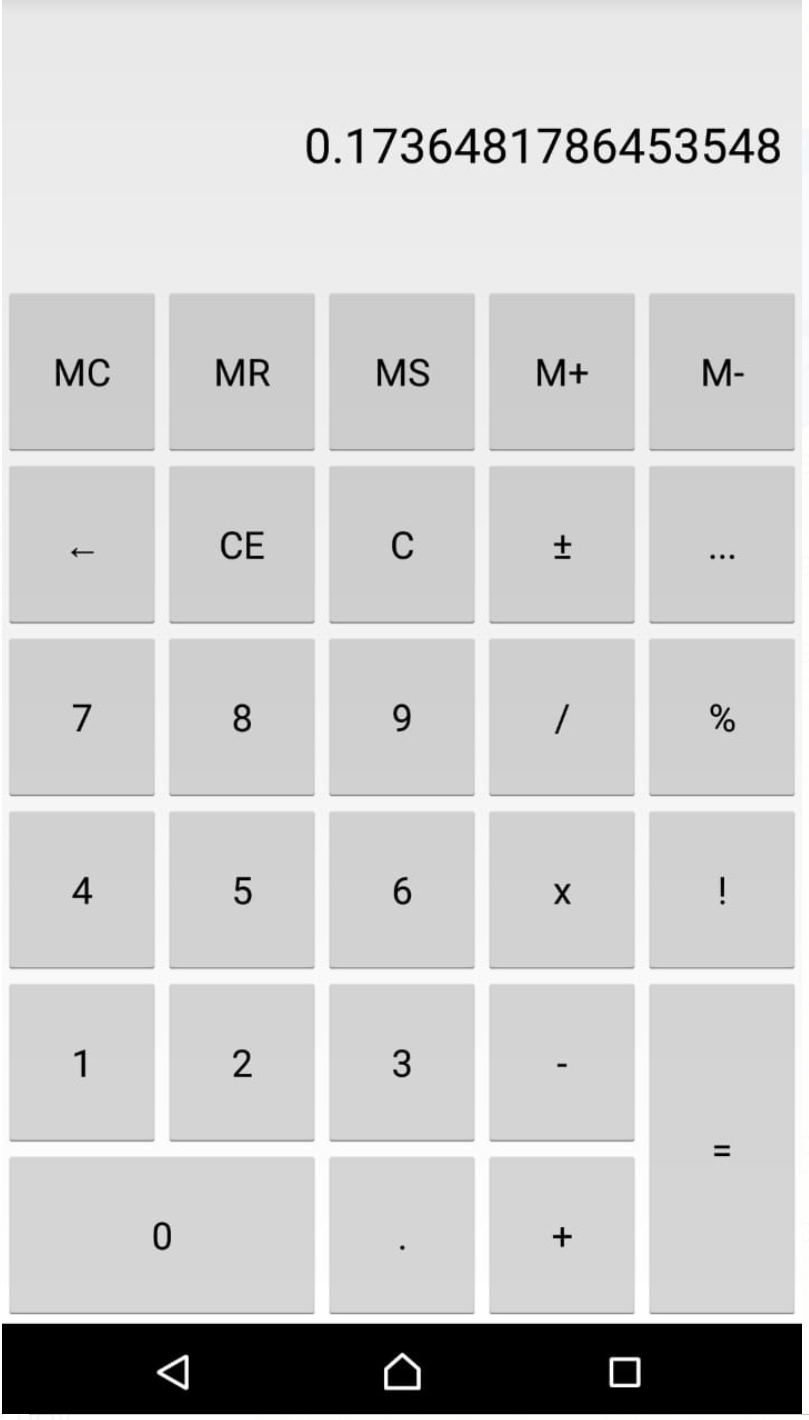 0.1736481786453548
MC MR MS M+ M-
← CE C ± ...
7 8 9 / %
4 5 6 x !
1 2 3 -
=
0 . +